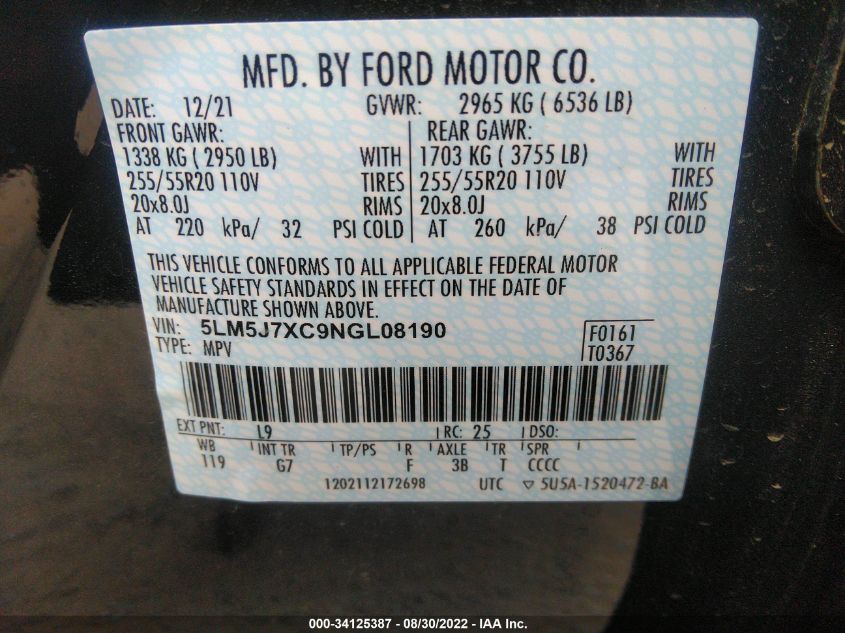 MFD. BY FORD MOTOR CO.
DATE: 12/21 GVWR: 2965 KG ( 6536 LB)
FRONT GAWR: REAR GAWR:
1338 KG ( 2950 LB) WITH 1703 KG ( 3755 LB) WITH
255/55R20 110V TIRES 255/55R20 110V TIRES
20x8.0J RIMS 20x8.0J RIMS
AT 220 kPa/ 32 PSI COLD AT 260 kPa/ 38 PSI COLD
THIS VEHICLE CONFORMS TO ALL APPLICABLE FEDERAL MOTOR
VEHICLE SAFETY STANDARDS IN EFFECT ON THE DATE OF
MANUFACTURE SHOWN ABOVE.
VIN: 5LM5J7XC9NGL08190 F0161
TYPE: MPV T0367
EXT PNT: L9 RC: 25 DSO:
WB INT TR TP/PS R AXLE TR SPR
119 G7 F 3B T CCCC
1202112172698 UTC ▽ 5U5A-1520472-BA
000-34125387 - 08/30/2022 - IAA Inc.